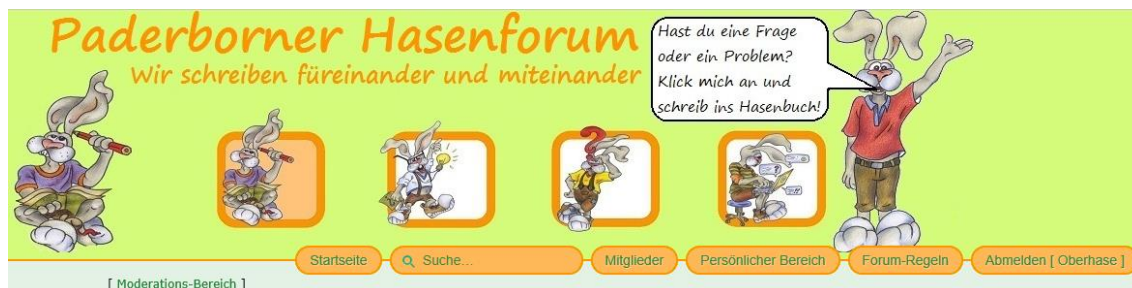 Paderborner Hasenforum
Wir schreiben füreinander und miteinander
Hast du eine Frage
oder ein Problem?
Klick mich an und
schreib ins Hasenbuch!
Startseite
Suche...
Mitglieder
Persönlicher Bereich
Forum-Regeln
Abmelden [ Oberhase ]
[ Moderations-Bereich ]